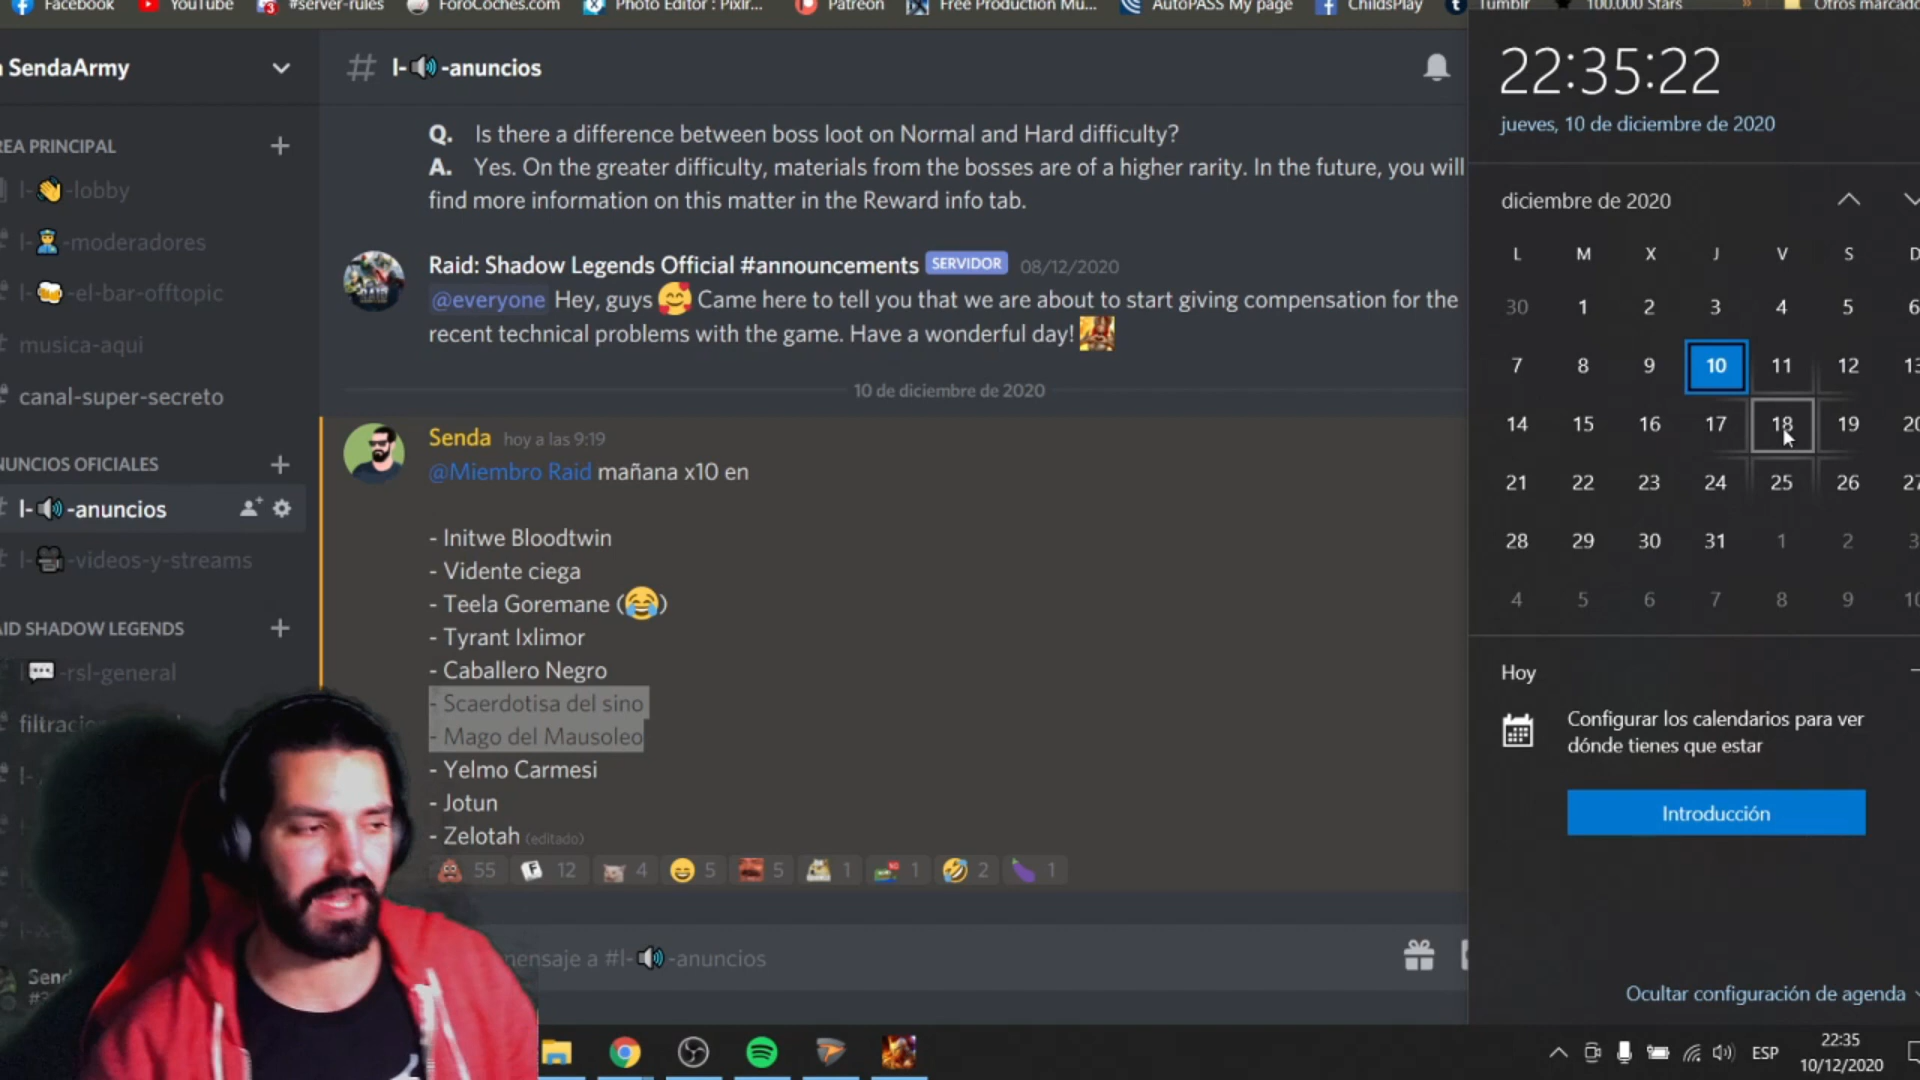 Facebook YouTube 3 #server-rules ForoCoches.com Photo Editor : Pixlr... Patreon Free Production Mu... AutoPASS My page ChildsPlay Tumblr 100.000 Stars » Otros marcado
SendaArmy
REA PRINCIPAL +
l-👋-lobby
l-👮-moderadores
l-🍻-el-bar-offtopic
musica-aqui
canal-super-secreto
NUNCIOS OFICIALES +
l-🔊-anuncios
l-🎥-videos-y-streams
AID SHADOW LEGENDS +
💬-rsl-general
filtracio
Send
# l-🔊-anuncios
Q. Is there a difference between boss loot on Normal and Hard difficulty?
A. Yes. On the greater difficulty, materials from the bosses are of a higher rarity. In the future, you will
find more information on this matter in the Reward info tab.
Raid: Shadow Legends Official #announcements SERVIDOR 08/12/2020
@everyone Hey, guys 🥰 Came here to tell you that we are about to start giving compensation for the
recent technical problems with the game. Have a wonderful day!
10 de diciembre de 2020
Senda hoy a las 9:19
@Miembro Raid mañana x10 en
- Initwe Bloodtwin
- Vidente ciega
- Teela Goremane (😂)
- Tyrant Ixlimor
- Caballero Negro
- Scaerdotisa del sino
- Mago del Mausoleo
- Yelmo Carmesi
- Jotun
- Zelotah (editado)
55 12 4 5 5 1 1 2 1
mensaje a #l-🔊-anuncios
22:35:22
jueves, 10 de diciembre de 2020
diciembre de 2020
L M X J V S D
30 1 2 3 4 5 6
7 8 9 10 11 12 13
14 15 16 17 18 19 20
21 22 23 24 25 26 27
28 29 30 31 1 2 3
4 5 6 7 8 9 10
Hoy
Configurar los calendarios para ver
dónde tienes que estar
Introducción
Ocultar configuración de agenda
ESP
22:35
10/12/2020